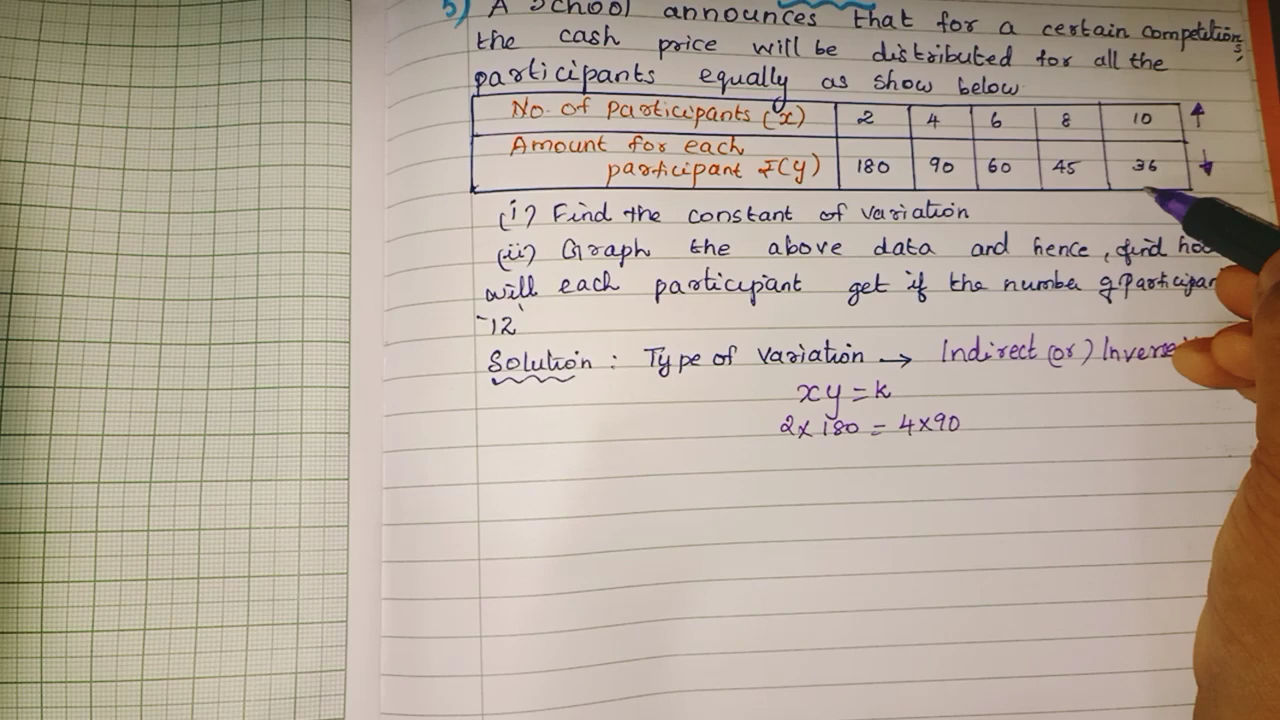 5) A School announces that for a certain competitions,
the cash price will be distributed for all the
participants equally as show below
No. of Participants (x) 2 4 6 8 10
Amount for each
participant ₹(y) 180 90 60 45 36
(i) Find the constant of variation
(ii) Graph the above data and hence, find
will each participant get if the number of
12
Solution : Type of variation → Indirect (or) Inverse
xy = k
2 x 180 = 4 x 90